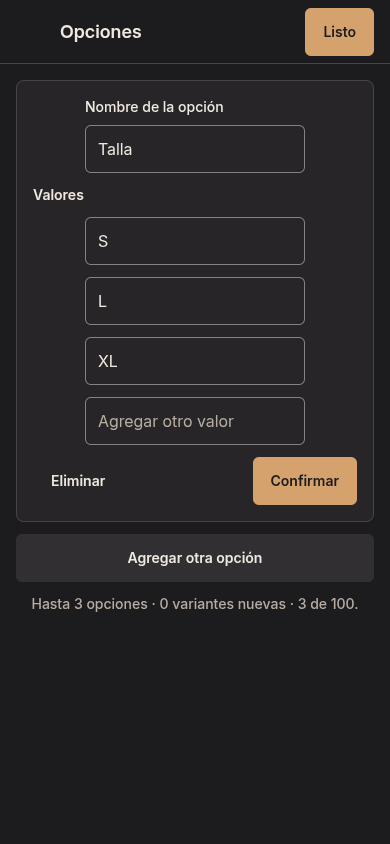 Opciones
Listo
Nombre de la opción
Talla
Valores
S
L
XL
Agregar otro valor
Eliminar
Confirmar
Agregar otra opción
Hasta 3 opciones · 0 variantes nuevas · 3 de 100.